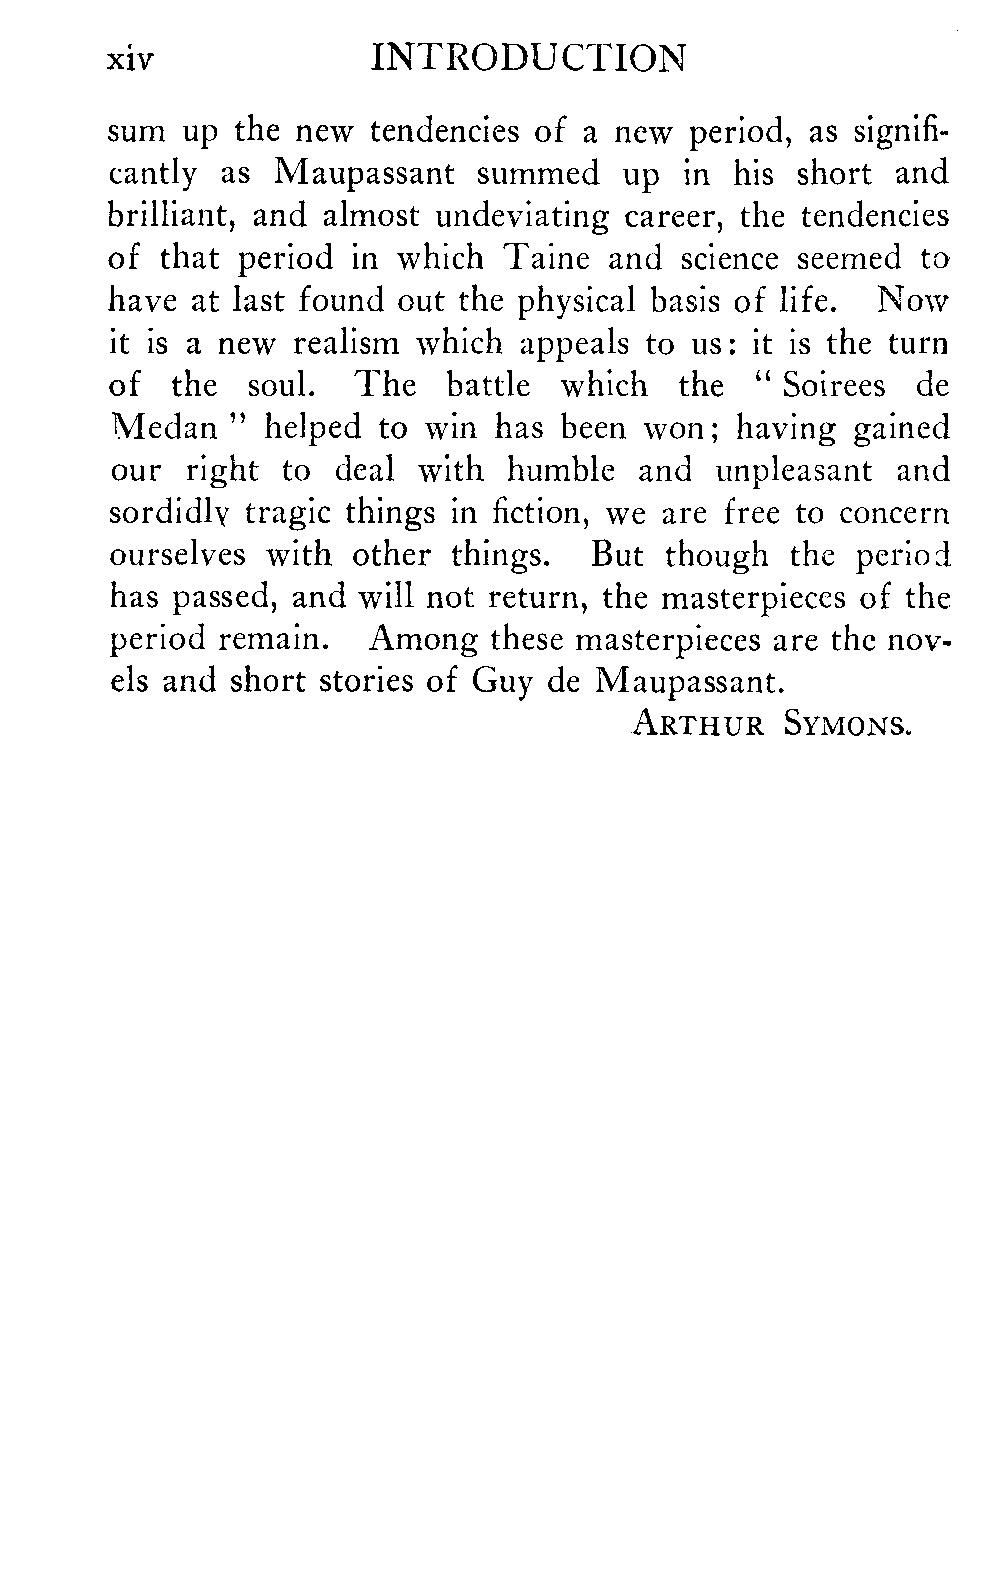 xiv INTRODUCTION
sum up the new tendencies of a new period, as signifi-
cantly as Maupassant summed up in his short and
brilliant, and almost undeviating career, the tendencies
of that period in which Taine and science seemed to
have at last found out the physical basis of life. Now
it is a new realism which appeals to us: it is the turn
of the soul. The battle which the “ Soirees de
Medan ” helped to win has been won; having gained
our right to deal with humble and unpleasant and
sordidly tragic things in fiction, we are free to concern
ourselves with other things. But though the period
has passed, and will not return, the masterpieces of the
period remain. Among these masterpieces are the nov-
els and short stories of Guy de Maupassant.
ARTHUR SYMONS.